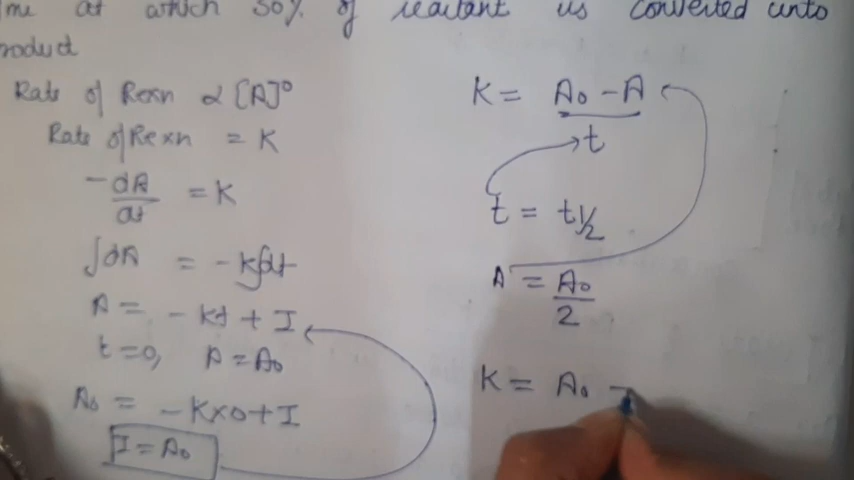 me at which 50% of reactant is converted into
product
Rate of Rexn α [A]⁰
Rate of Rexn = K
-dA/dt = K
∫dA = -K∫dt
A = -Kt + I
t=0, A=A₀
A₀ = -K×0+I
I=A₀
K = A₀ - A / t
t = t½
A = A₀/2
K = A₀ -